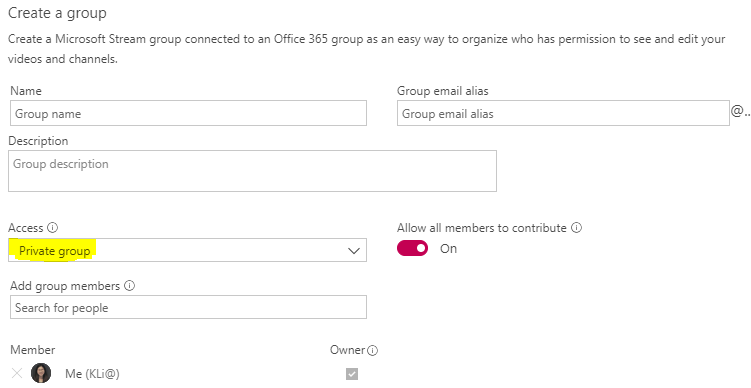 Create a group
Create a Microsoft Stream group connected to an Office 365 group as an easy way to organize who has permission to see and edit your
videos and channels.
Name
Group email alias
Group name
Group email alias
@..
Description
Group description
Access
Allow all members to contribute
Private group
On
Add group members
Search for people
Member
Owner
Me (KLi@)